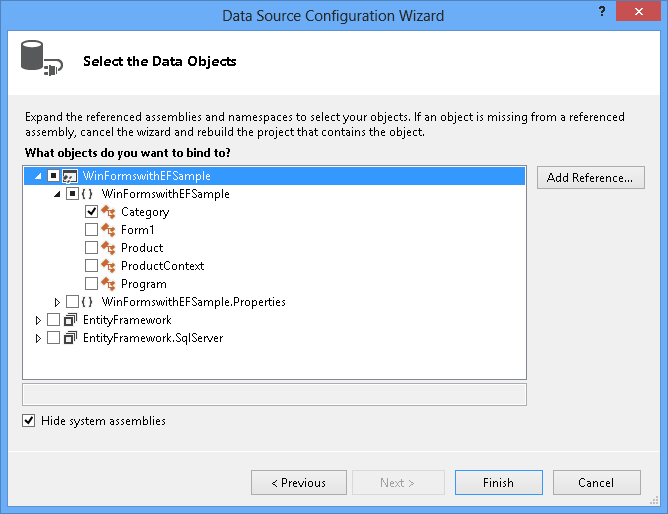 Data Source Configuration Wizard
?
Select the Data Objects
Expand the referenced assemblies and namespaces to select your objects. If an object is missing from a referenced
assembly, cancel the wizard and rebuild the project that contains the object.
What objects do you want to bind to?
WinFormswithEFSample
Add Reference...
{ } WinFormswithEFSample
Category
Form1
Product
ProductContext
Program
{ } WinFormswithEFSample.Properties
EntityFramework
EntityFramework.SqlServer
Hide system assemblies
< Previous
Next >
Finish
Cancel